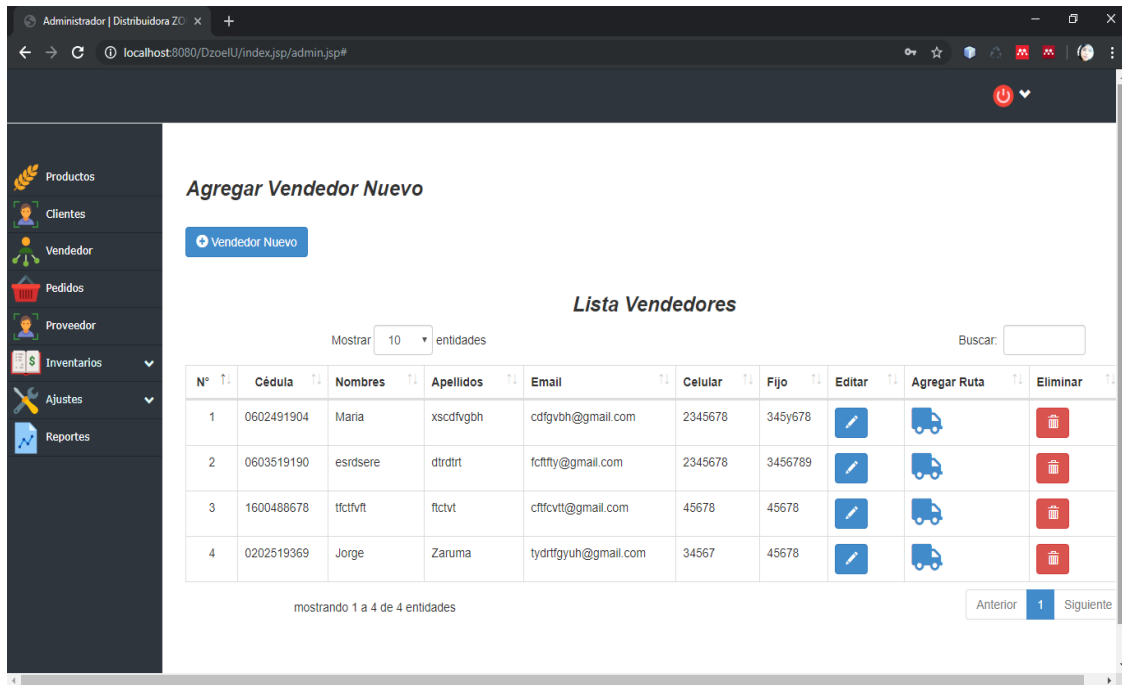 Administrador | Distribuidora ZO
localhost:8080/DzoelU/index.jsp/admin.jsp#
Productos
Clientes
Vendedor
Pedidos
Proveedor
Inventarios
Ajustes
Reportes
Agregar Vendedor Nuevo
Vendedor Nuevo
Lista Vendedores
Mostrar 10 entidades
Buscar:
N° Cédula Nombres Apellidos Email Celular Fijo Editar Agregar Ruta Eliminar
1 0602491904 Maria xscdfvgbh cdfgvbh@gmail.com 2345678 345y678
2 0603519190 esrdsere dtrdtrt fcftfty@gmail.com 2345678 3456789
3 1600488678 tfctfvft ftctvt cftfcvtt@gmail.com 45678 45678
4 0202519369 Jorge Zaruma tydrtfgyuh@gmail.com 34567 45678
mostrando 1 a 4 de 4 entidades
Anterior 1 Siguiente